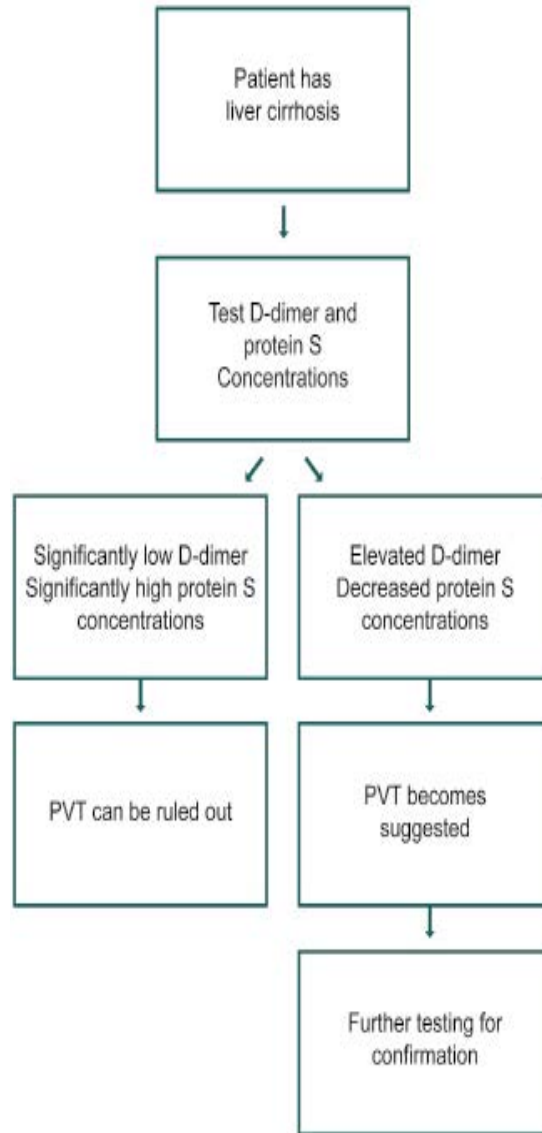 Patient has
liver cirrhosis
Test D-dimer and
protein S
Concentrations
Significantly low D-dimer
Significantly high protein S
concentrations
Elevated D-dimer
Decreased protein S
concentrations
PVT can be ruled out
PVT becomes
suggested
Further testing for
confirmation